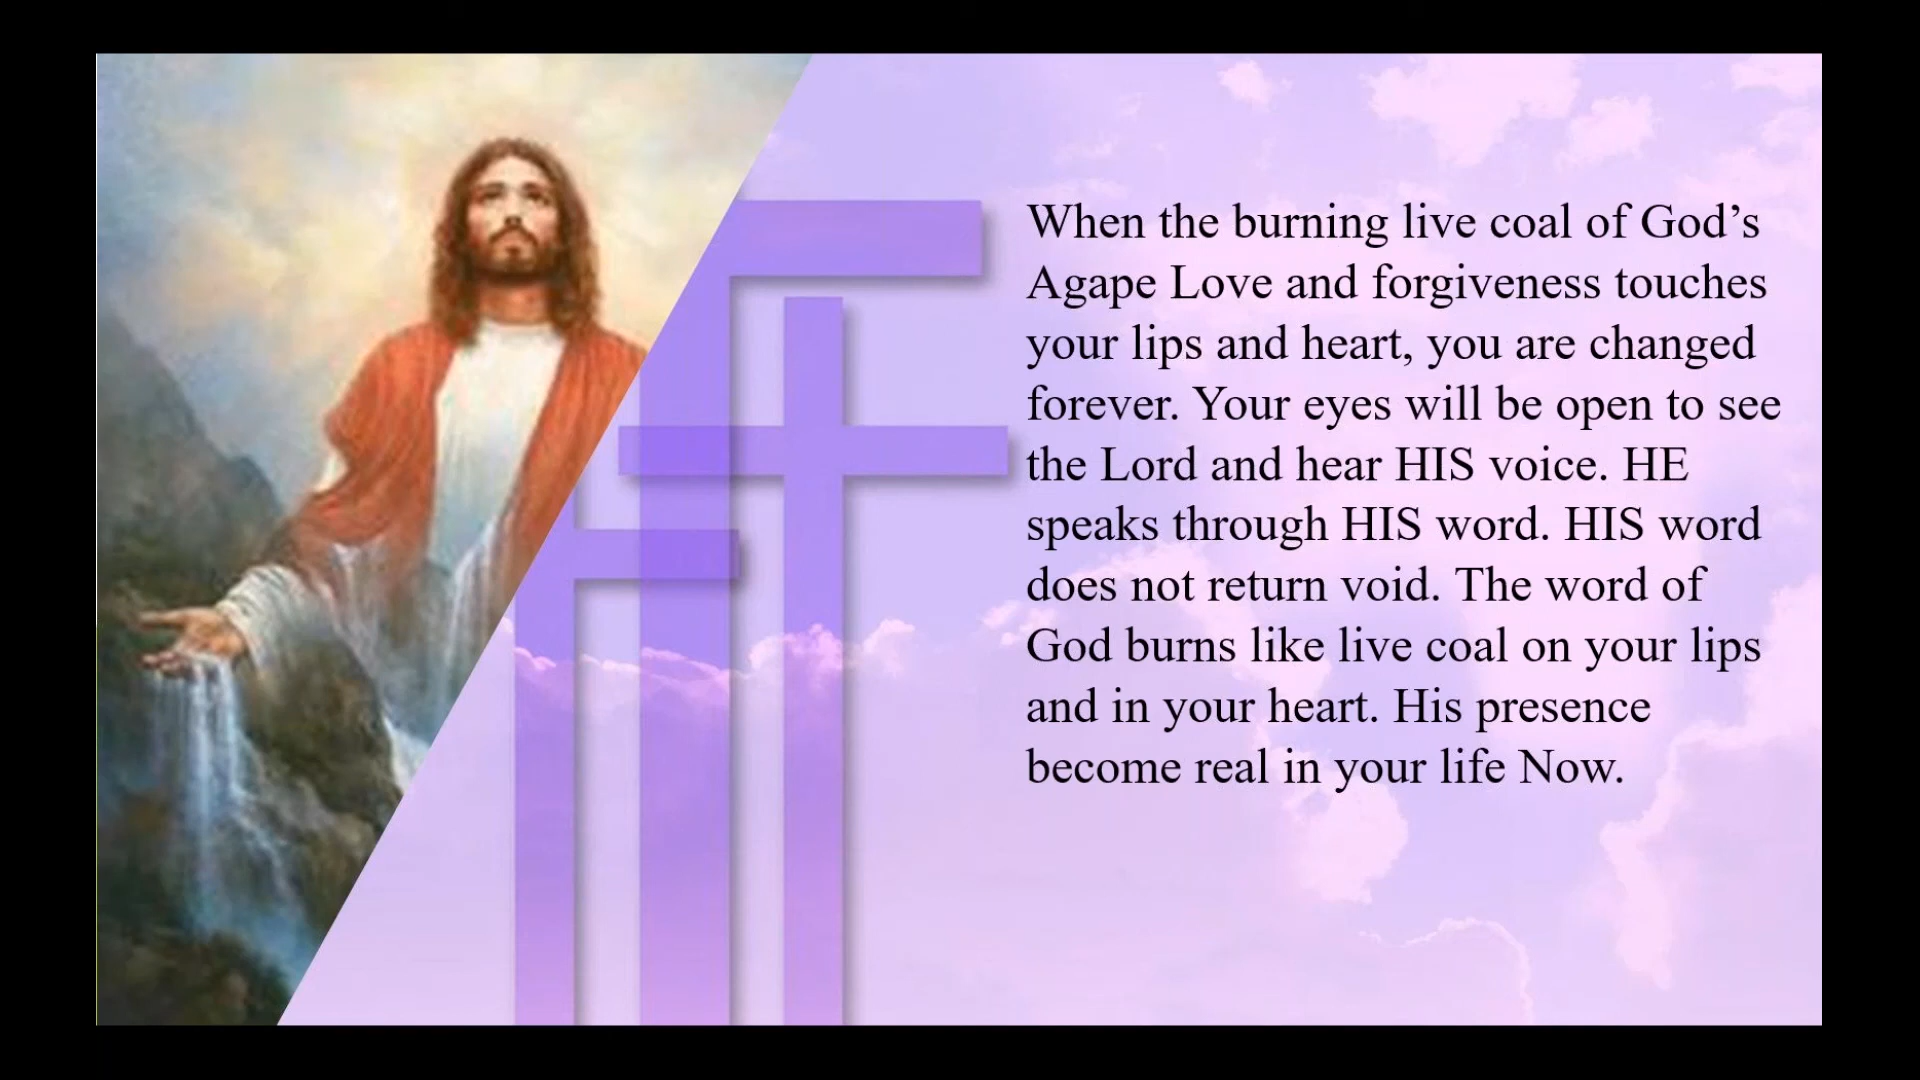 When the burning live coal of God’s
Agape Love and forgiveness touches
your lips and heart, you are changed
forever. Your eyes will be open to see
the Lord and hear HIS voice. HE
speaks through HIS word. HIS word
does not return void. The word of
God burns like live coal on your lips
and in your heart. His presence
become real in your life Now.